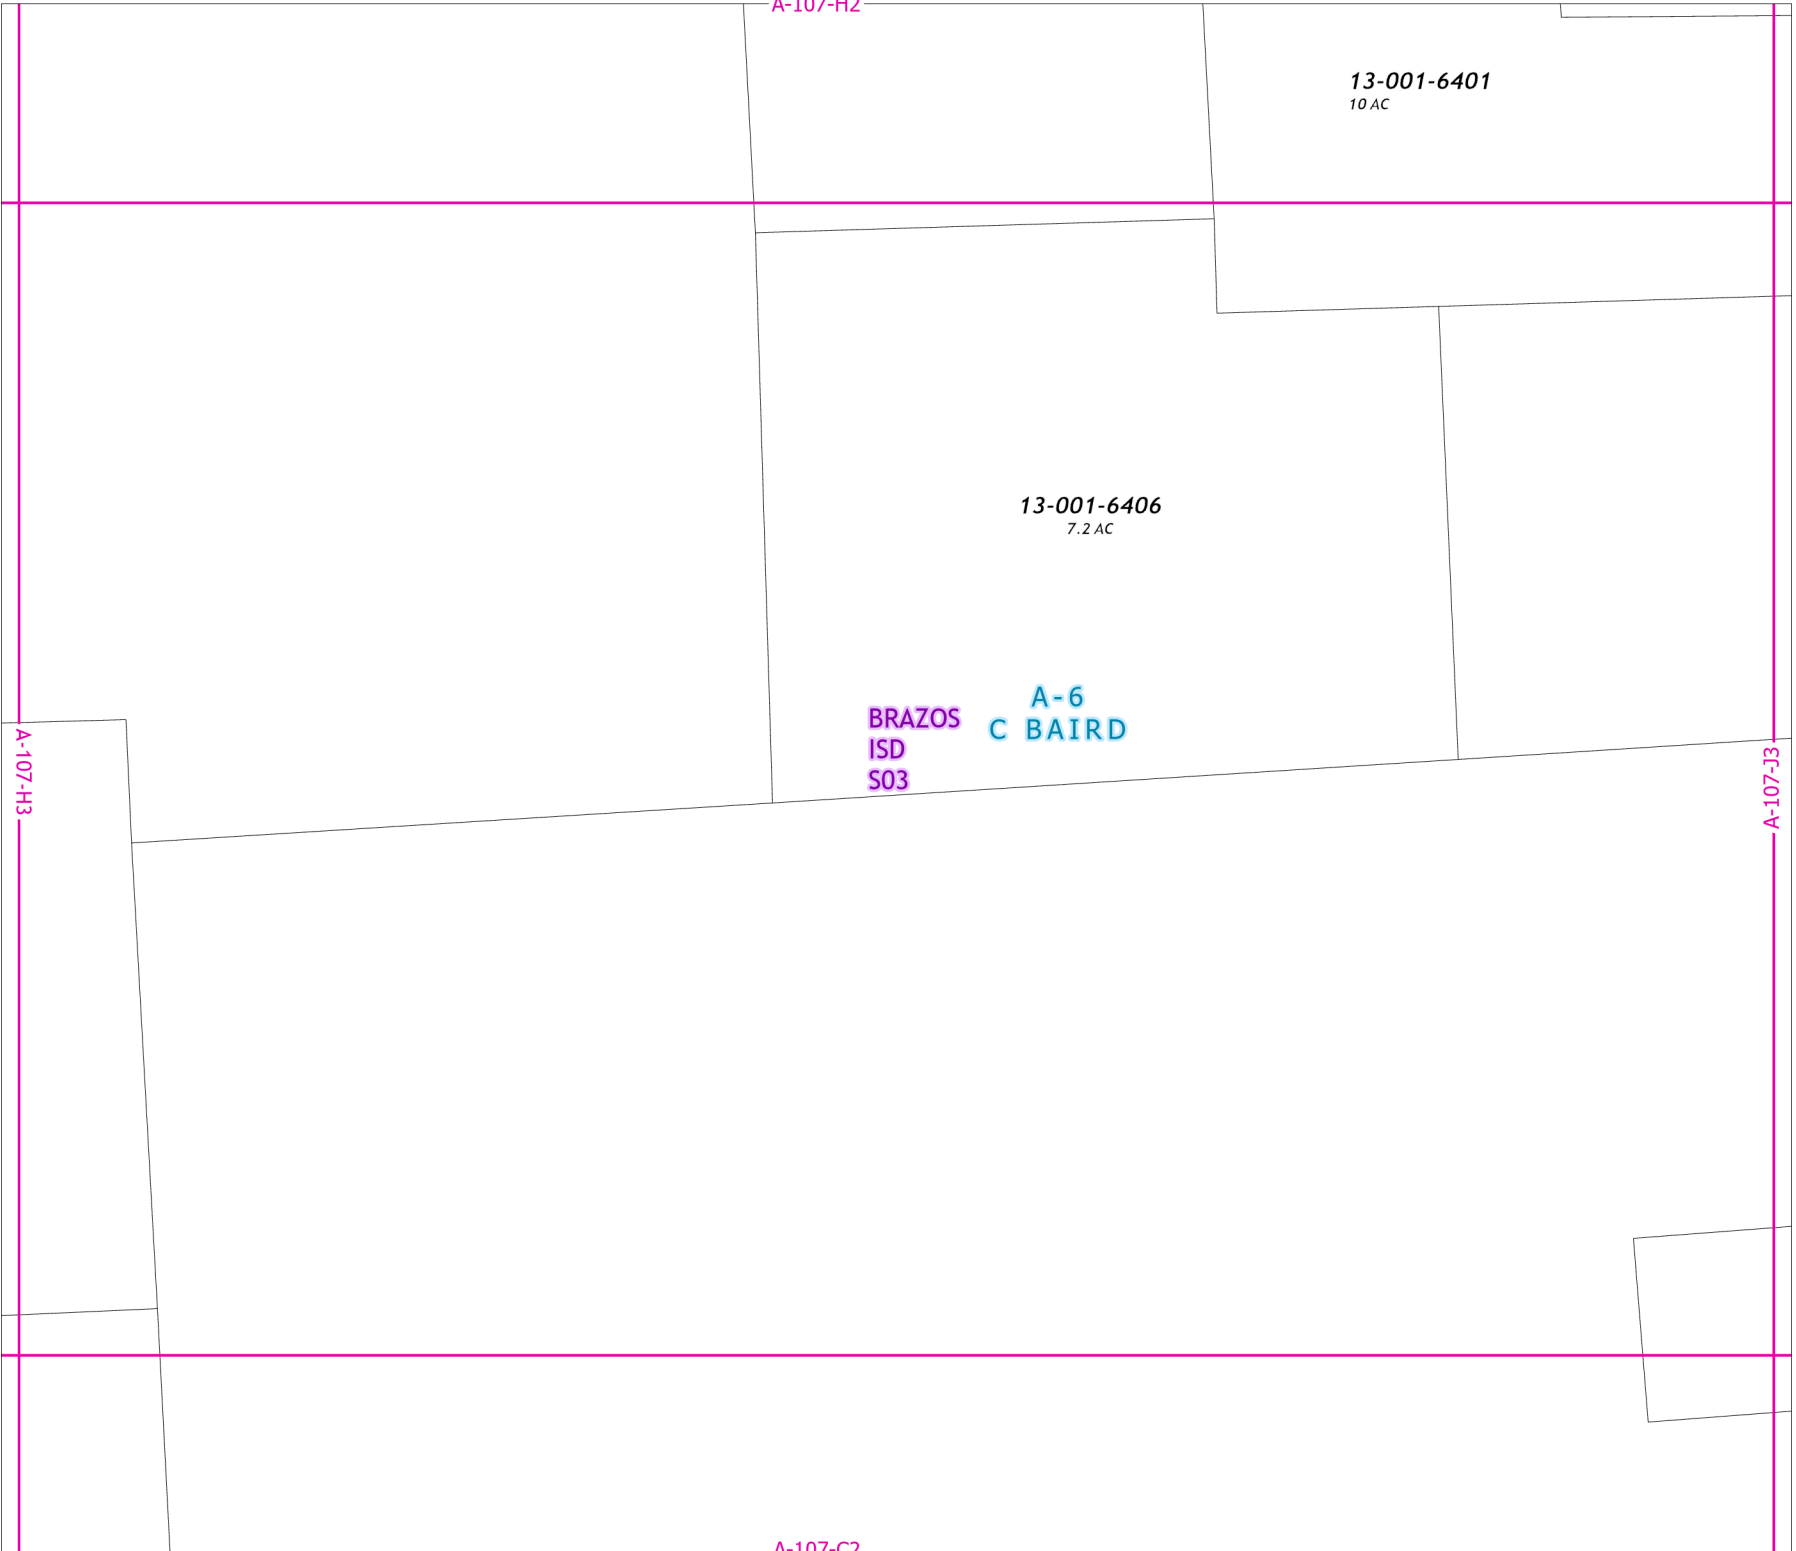 A-107-H2
13-001-6401
10 AC
13-001-6406
7.2 AC
A-6
C BAIRD
BRAZOS
ISD
S03
A-107-H3
A-107-J3
A-107-C2